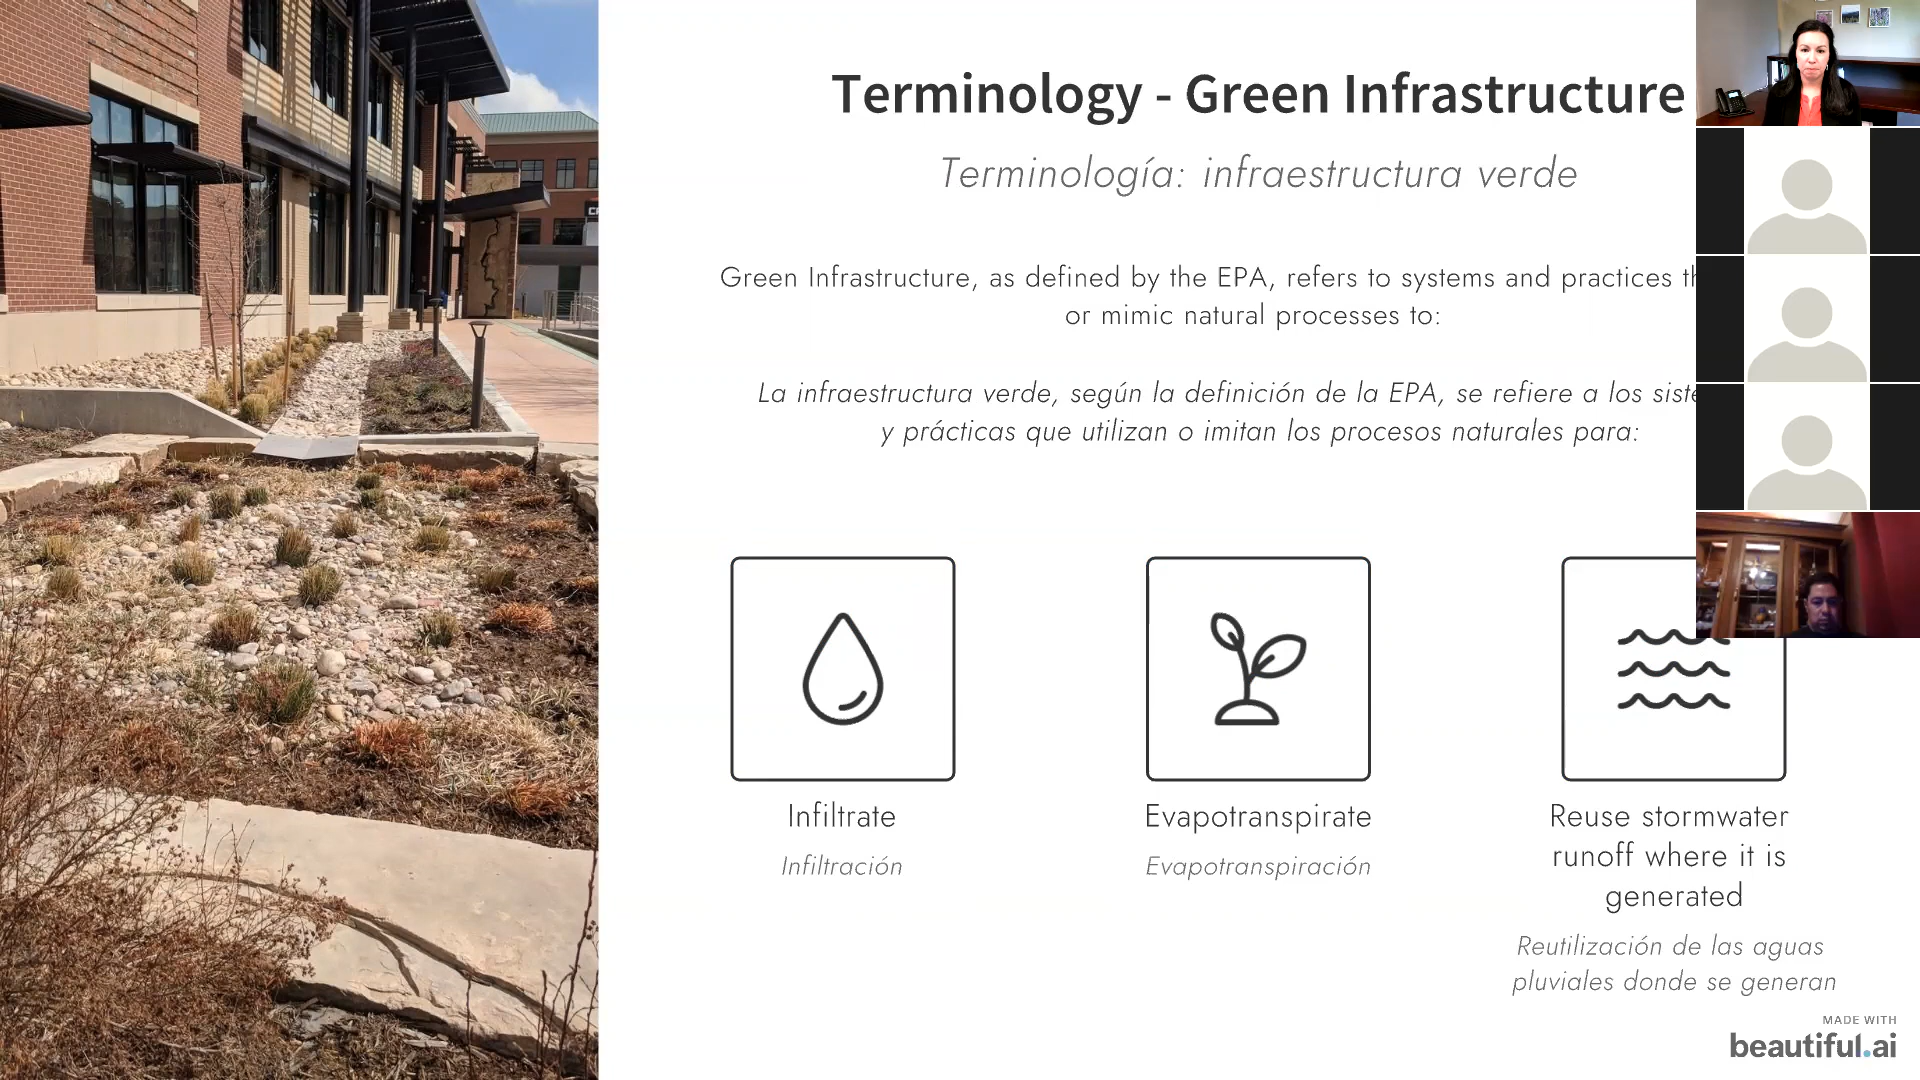 Terminology - Green Infrastructure
Terminología: infraestructura verde
Green Infrastructure, as defined by the EPA, refers to systems and practices
or mimic natural processes to:
La infraestructura verde, según la definición de la EPA, se refiere a los
y prácticas que utilizan o imitan los procesos naturales para:
Infiltrate
Infiltración
Evapotranspirate
Evapotranspiración
Reuse stormwater
runoff where it is
generated
Reutilización de las aguas
pluviales donde se generan
MADE WITH
beautiful.ai